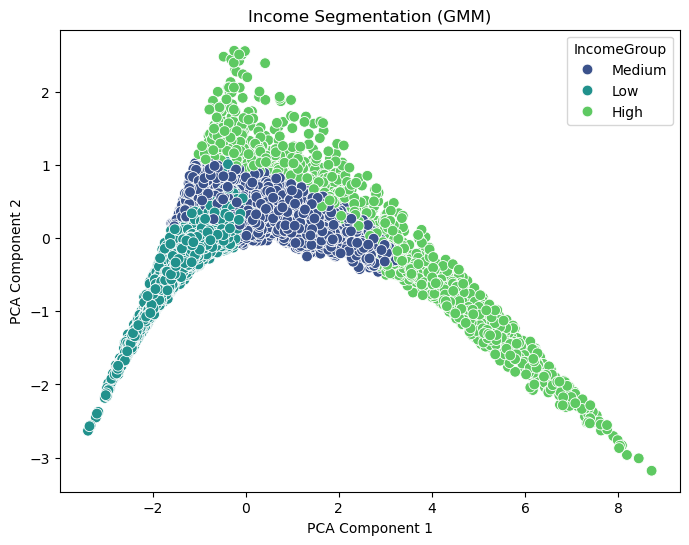 Income Segmentation (GMM)
IncomeGroup
Medium
Low
High
2
1
0
−1
−2
−3
PCA Component 2
−2
0
2
4
6
8
PCA Component 1